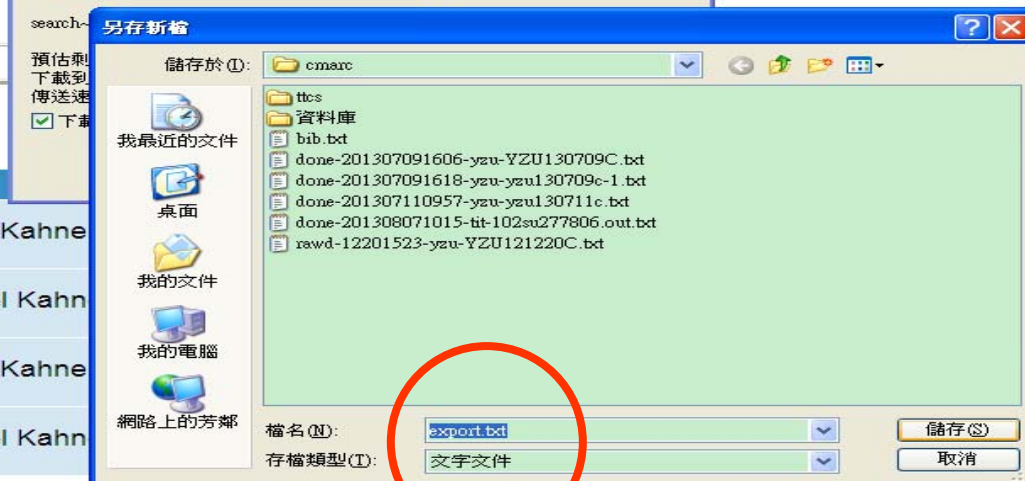 search-
另存新檔
預估剩
下載到
傳送速
下載
儲存於(I):
cmarc
我最近的文件
桌面
我的文件
我的電腦
網路上的芳鄰
ttcs
資料庫
bib.txt
done-201307091606-yzu-YZU130709C.txt
done-201307091618-yzu-yzu130709c-1.txt
done-201307110957-yzu-yzu130711c.txt
done-201308071015-tit-102su277806.out.txt
rawd-12201523-yzu-YZU121220C.txt
Kahne
l Kahn
Kahne
l Kahn
檔名(N):
export.txt
儲存(S)
存檔類型(T):
文字文件
取消